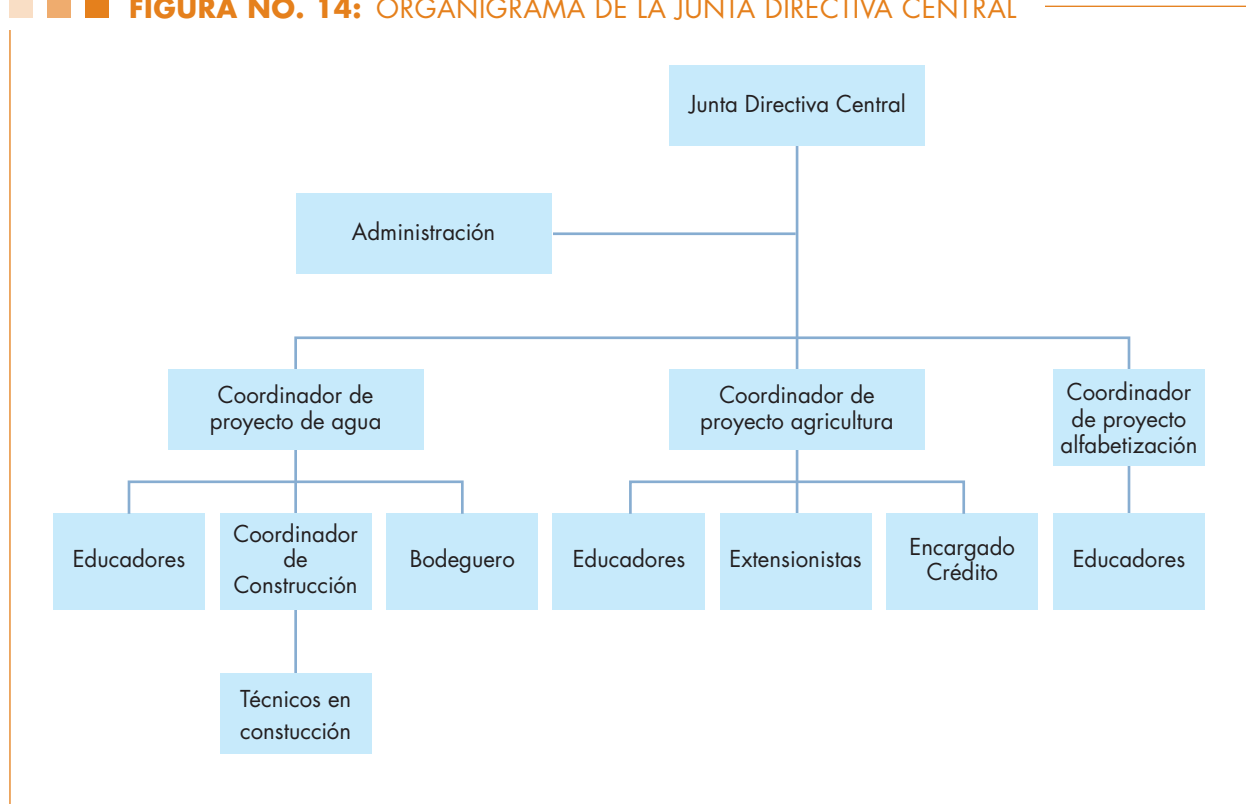 FIGURA NO. 14: ORGANIGRAMA DE LA JUNTA DIRECTIVA CENTRAL
Junta Directiva Central
Administración
Coordinador de
proyecto de agua
Coordinador de
proyecto agricultura
Coordinador
de proyecto
alfabetización
Educadores
Coordinador
de
Construcción
Bodeguero
Educadores
Extensionistas
Encargado
Crédito
Educadores
Técnicos en
constucción